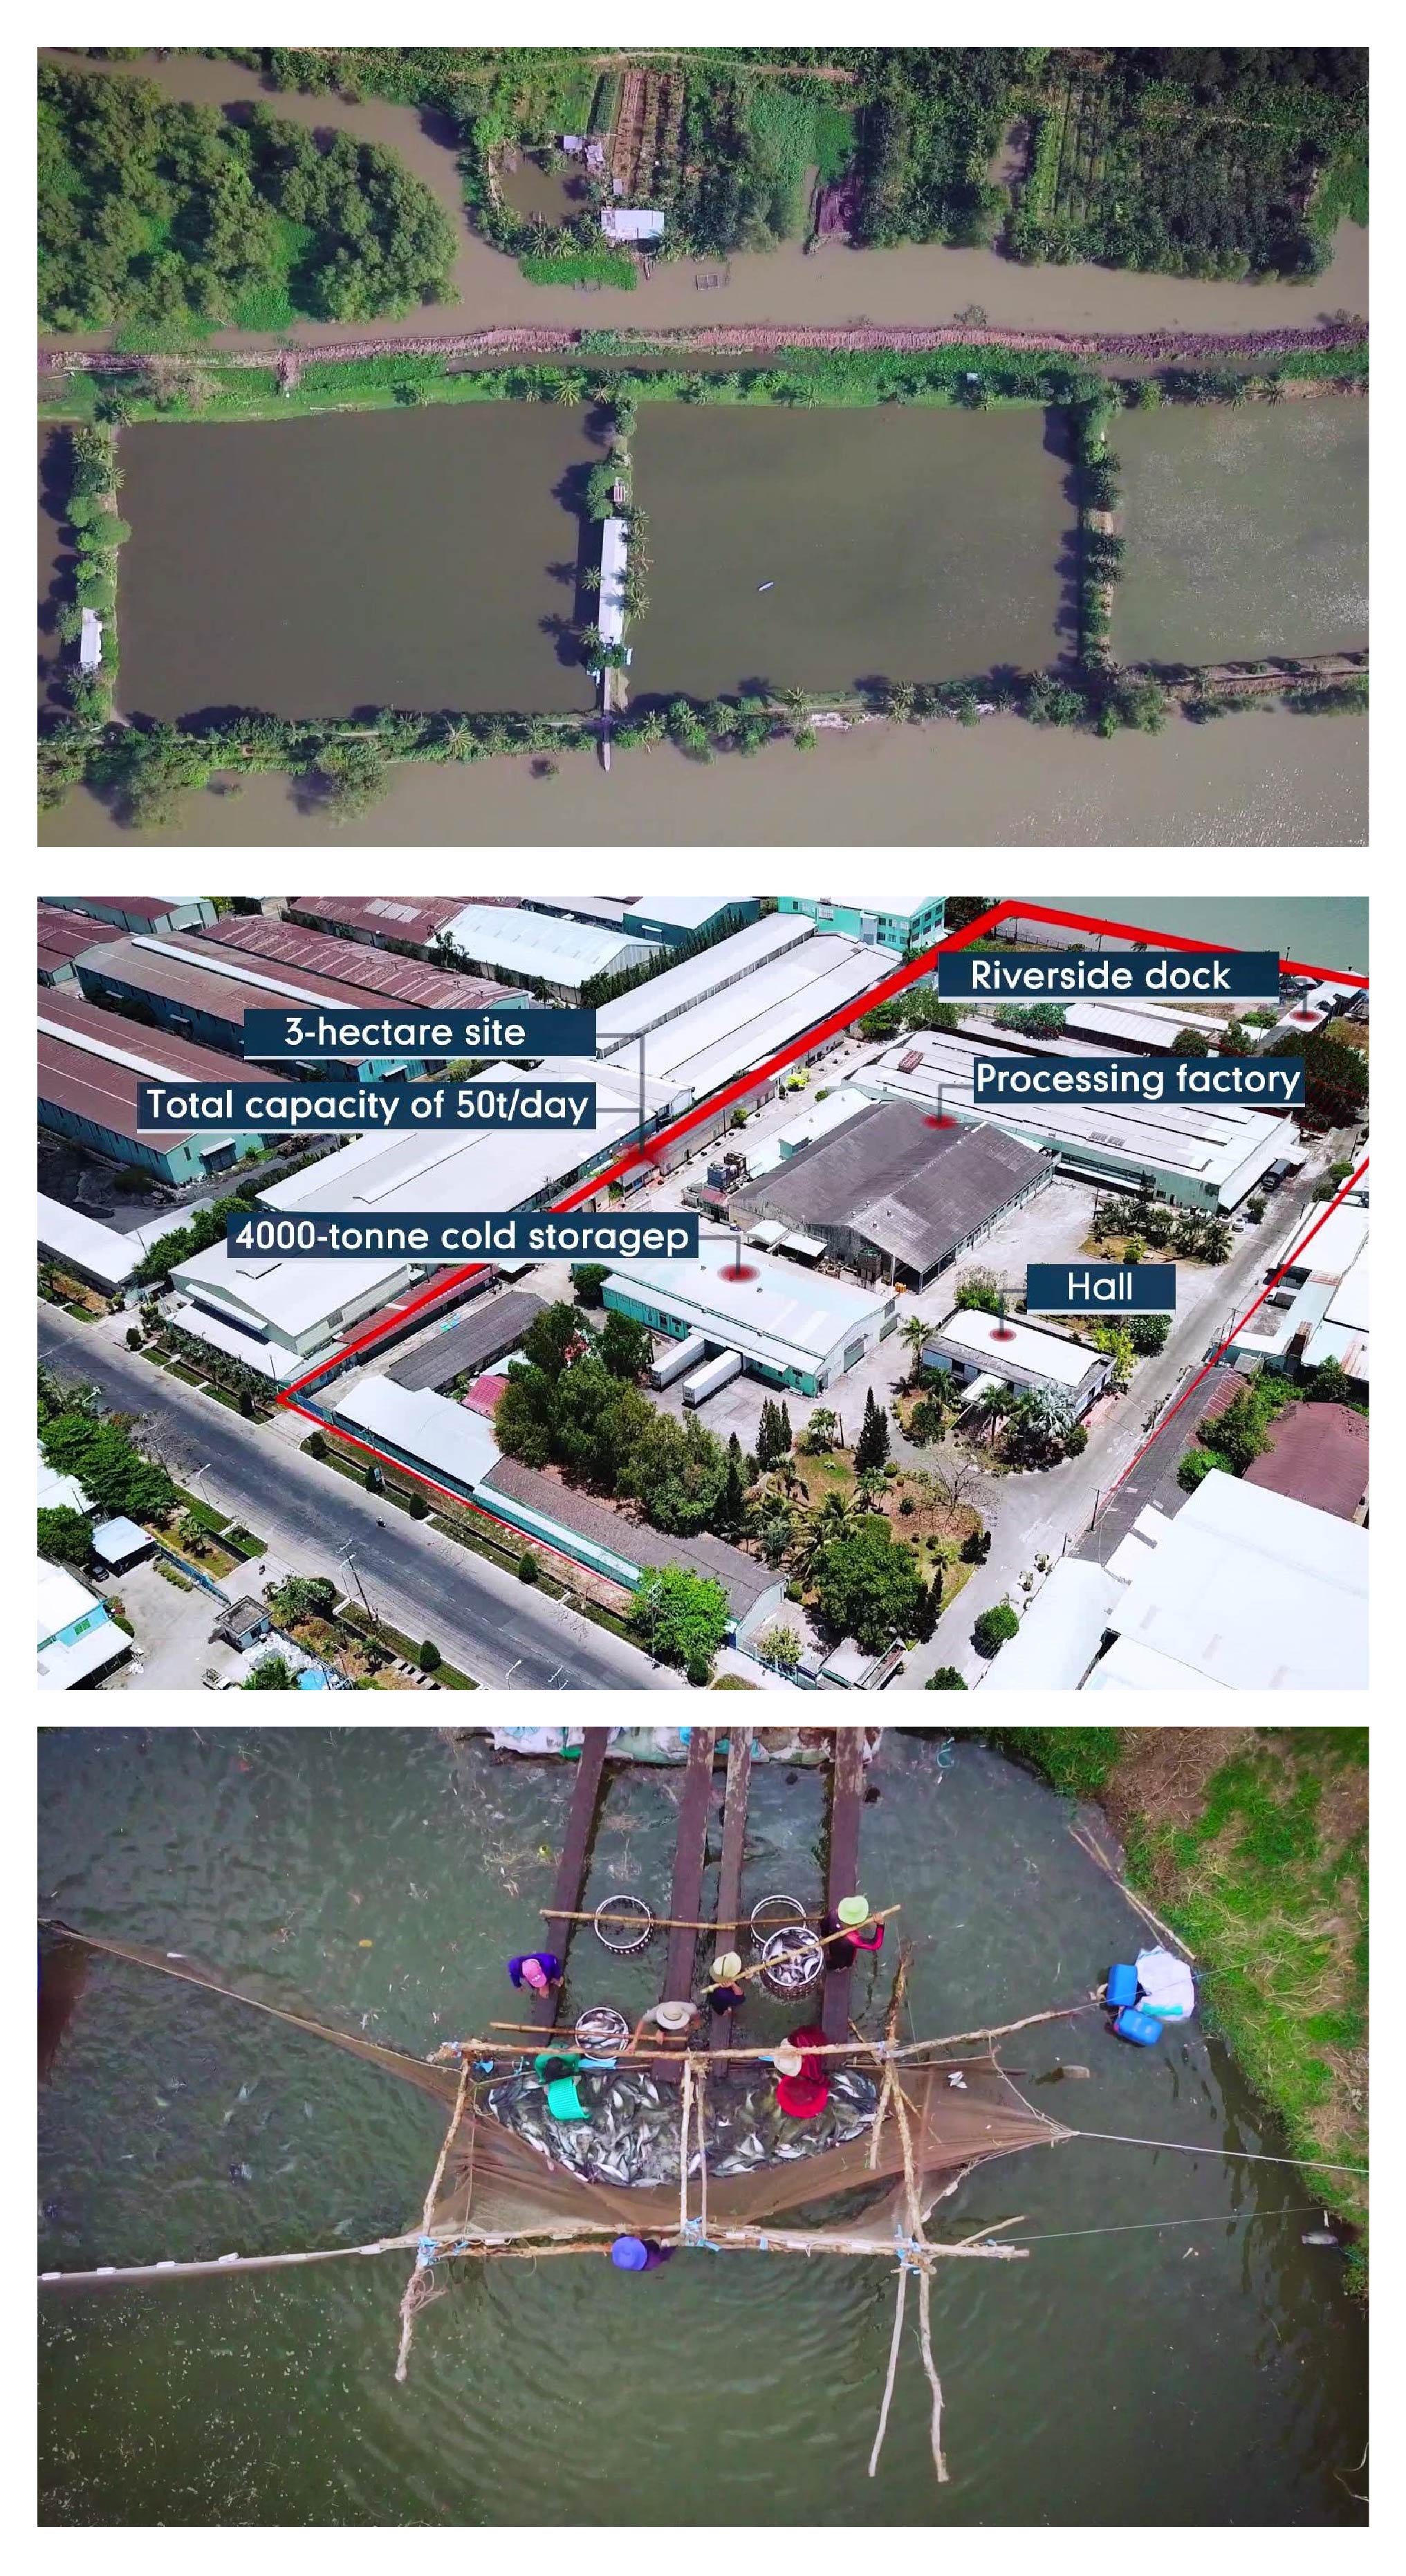 Riverside dock
3-hectare site
Processing factory
Total capacity of 50t/day
4000-tonne cold storagep
Hall